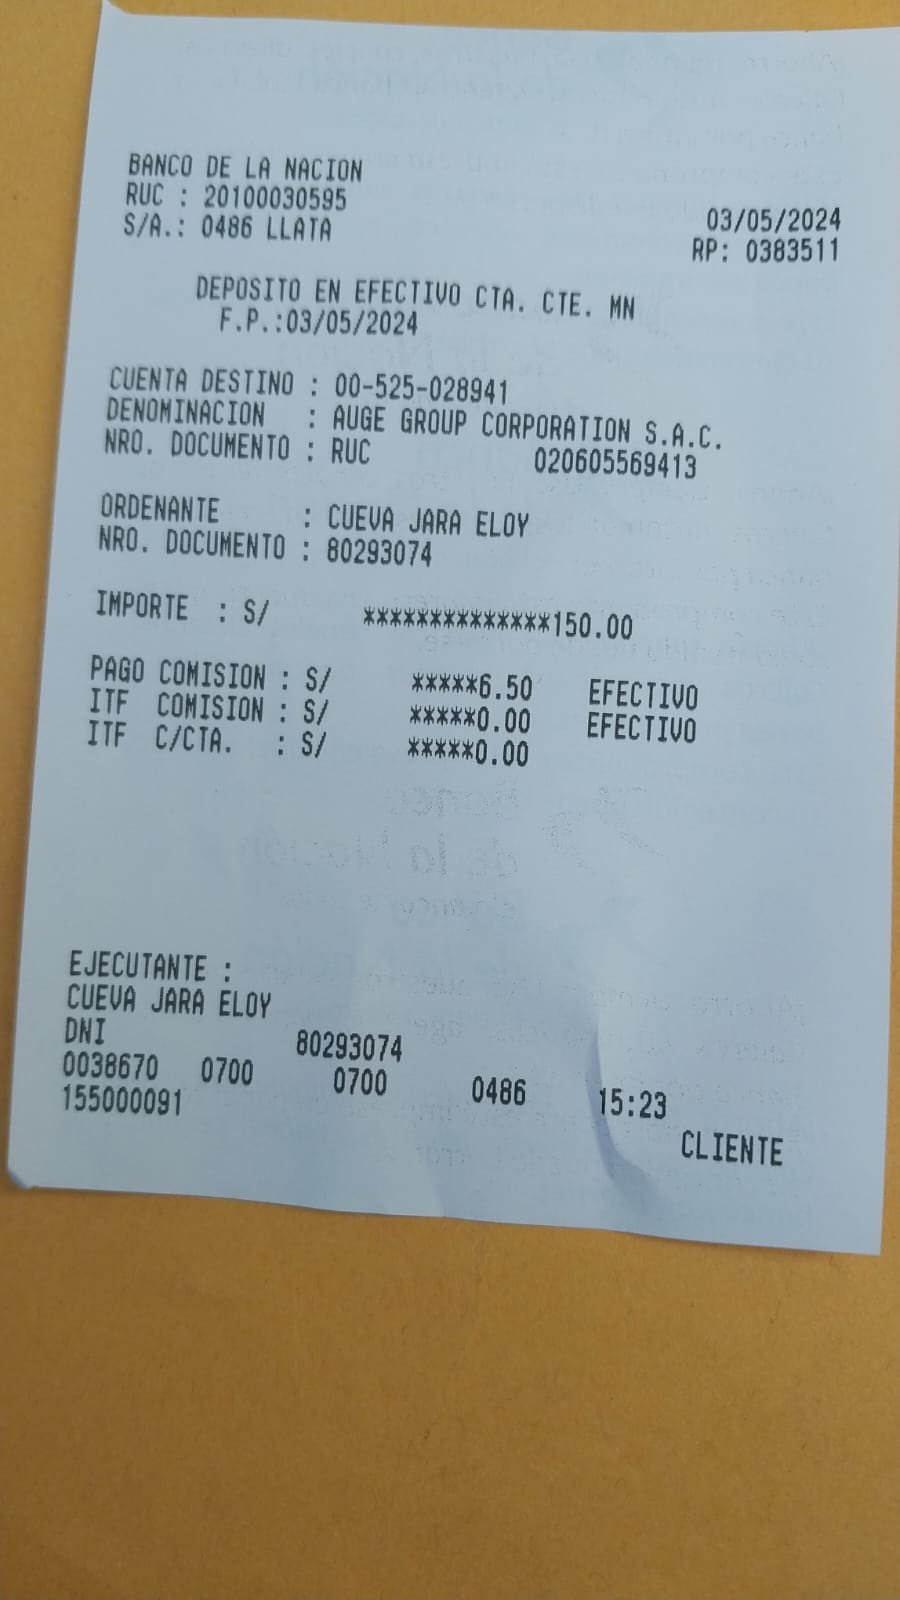 BANCO DE LA NACION
RUC : 20100030595
S/A.: 0486 LLATA 03/05/2024
RP: 0383511
DEPOSITO EN EFECTIVO CTA. CTE. MN
F.P.:03/05/2024
CUENTA DESTINO : 00-525-028941
DENOMINACION : AUGE GROUP CORPORATION S.A.C.
NRO. DOCUMENTO : RUC 020605569413
ORDENANTE : CUEVA JARA ELOY
NRO. DOCUMENTO : 80293074
IMPORTE : S/ **************150.00
PAGO COMISION : S/ *****6.50 EFECTIVO
ITF COMISION : S/ *****0.00 EFECTIVO
ITF C/CTA. : S/ *****0.00
EJECUTANTE :
CUEVA JARA ELOY
DNI 80293074
0038670 0700 0700 0486 15:23
155000091
CLIENTE